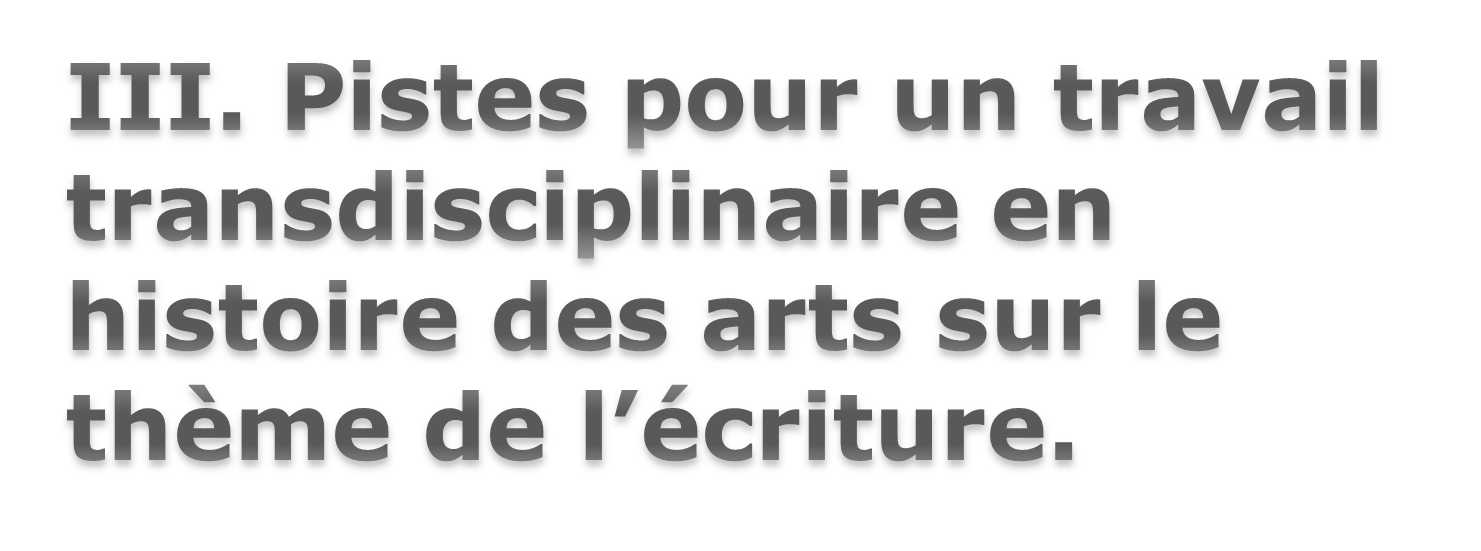 III. Pistes pour un travail
transdisciplinaire en
histoire des arts sur le
thème de l’écriture.